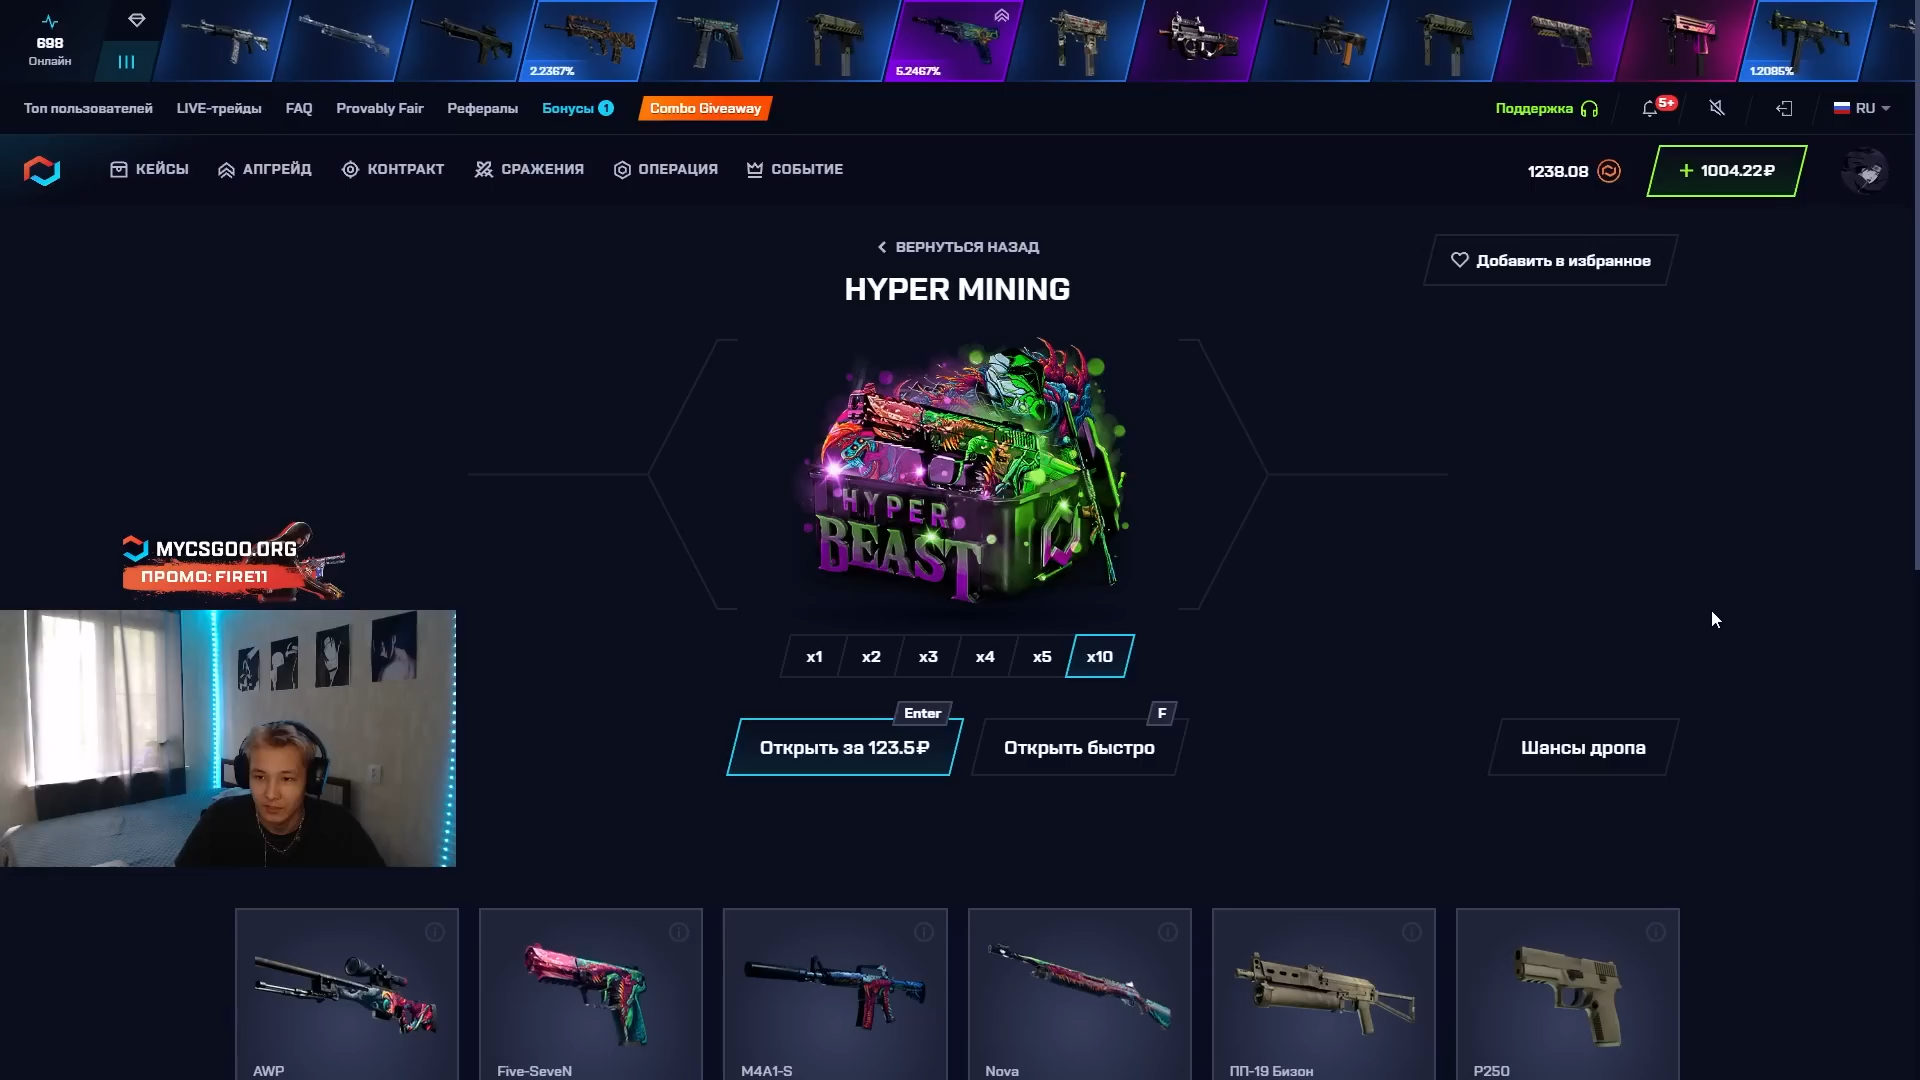 698
Онлайн
2.2367%
5.2467%
1.2085%
Топ пользователей
LIVE-трейды
FAQ
Provably Fair
Рефералы
Бонусы 1
Combo Giveaway
Поддержка
5+
RU
КЕЙСЫ
АПГРЕЙД
КОНТРАКТ
СРАЖЕНИЯ
ОПЕРАЦИЯ
СОБЫТИЕ
1238.08
+ 1004.22₽
ВЕРНУТЬСЯ НАЗАД
Добавить в избранное
HYPER MINING
HYPER
BEAST
MYCSGOO.ORG
ПРОМО: FIRE11
x1
x2
x3
x4
x5
x10
Enter
F
Открыть за 123.5₽
Открыть быстро
Шансы дропа
AWP
Five-SeveN
M4A1-S
Nova
ПП-19 Бизон
P250